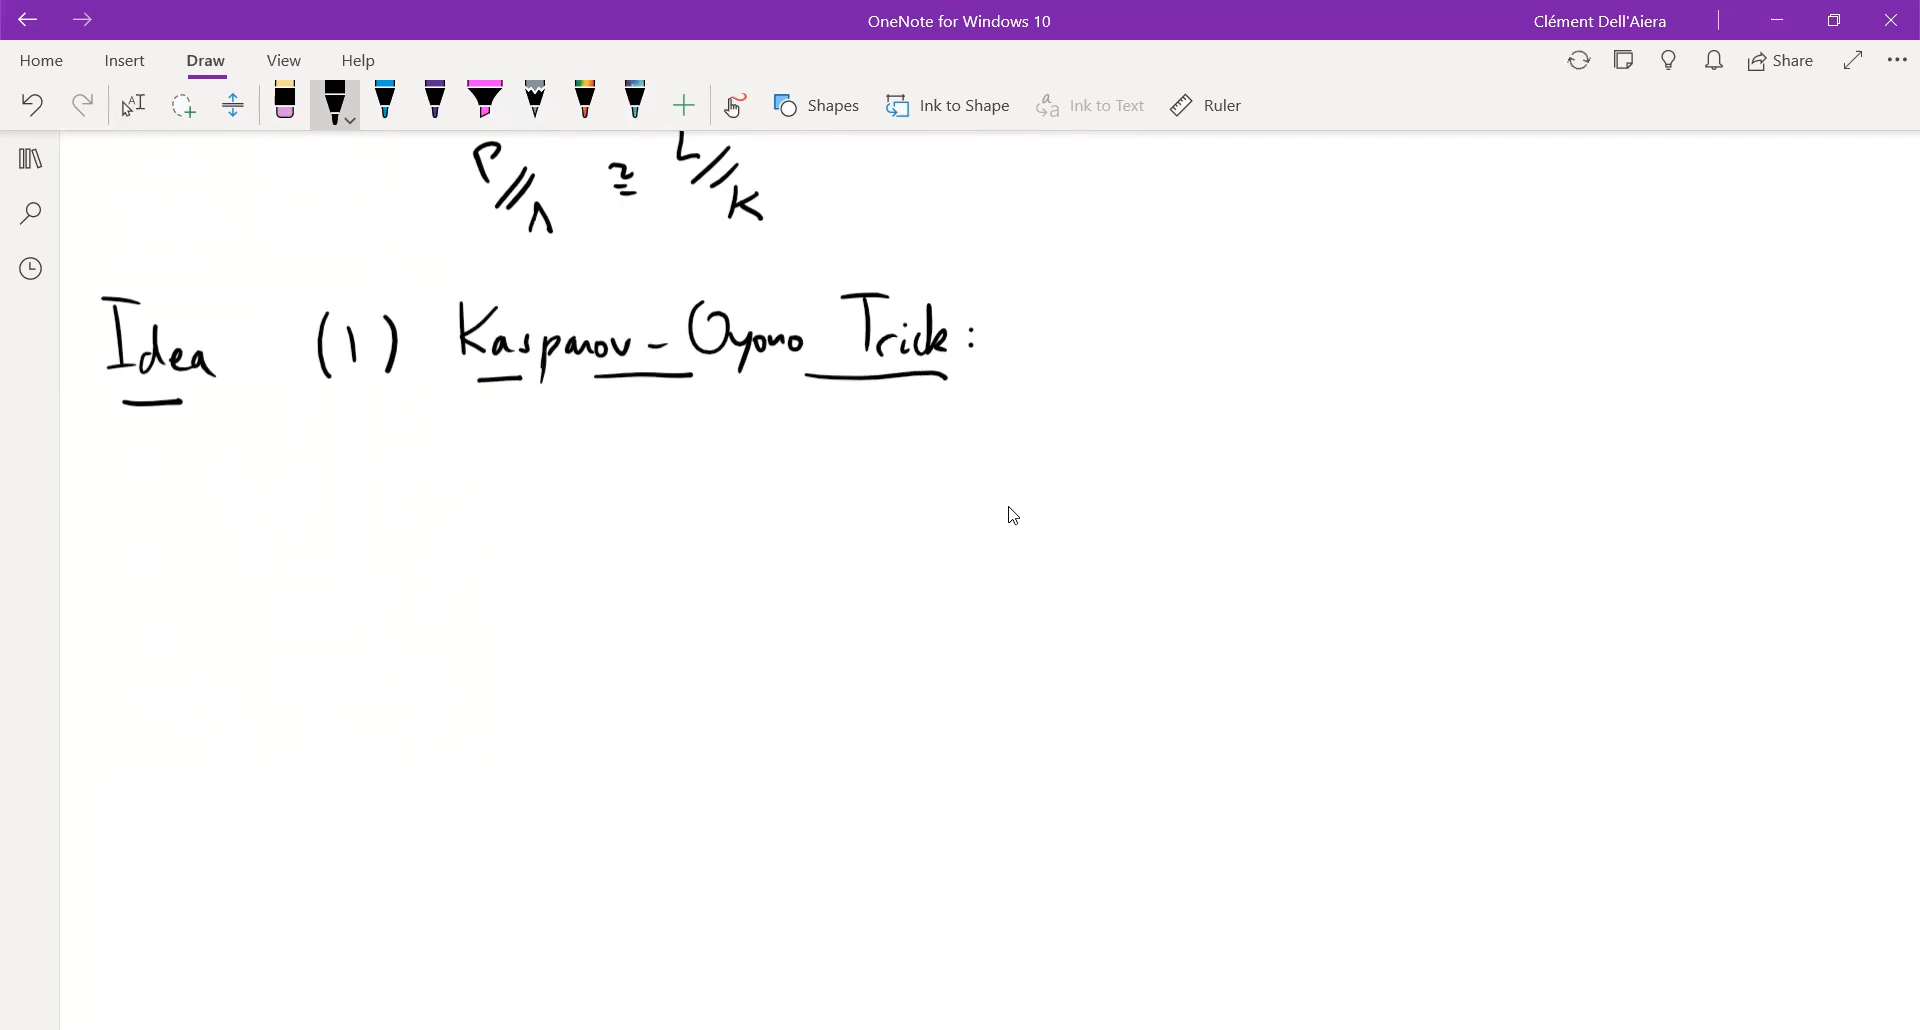 OneNote for Windows 10
Clément Dell'Aiera
Home Insert Draw View Help Share
Shapes Ink to Shape Ink to Text Ruler
P//Λ ≅ L//K
Idea (1) Kasparov - Oyono Trick: